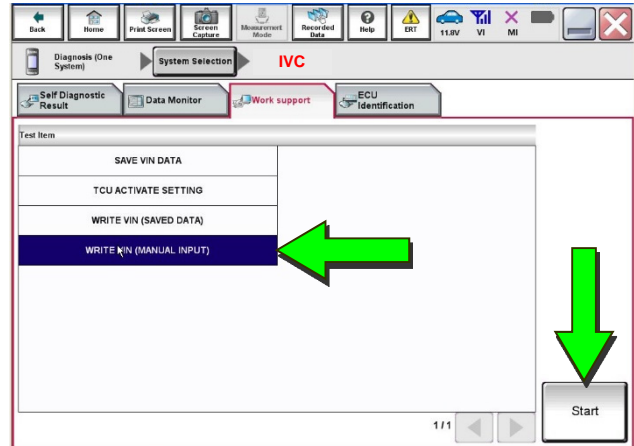 Back
Home
Print Screen
Screen
Capture
Measurement
Mode
Recorded
Data
Help
ERT
11.8V
VI
MI
Diagnosis (One
System)
System Selection
IVC
Self Diagnostic
Result
Data Monitor
Work support
ECU
Identification
Test Item
SAVE VIN DATA
TCU ACTIVATE SETTING
WRITE VIN (SAVED DATA)
WRITE VIN (MANUAL INPUT)
Start
1/1